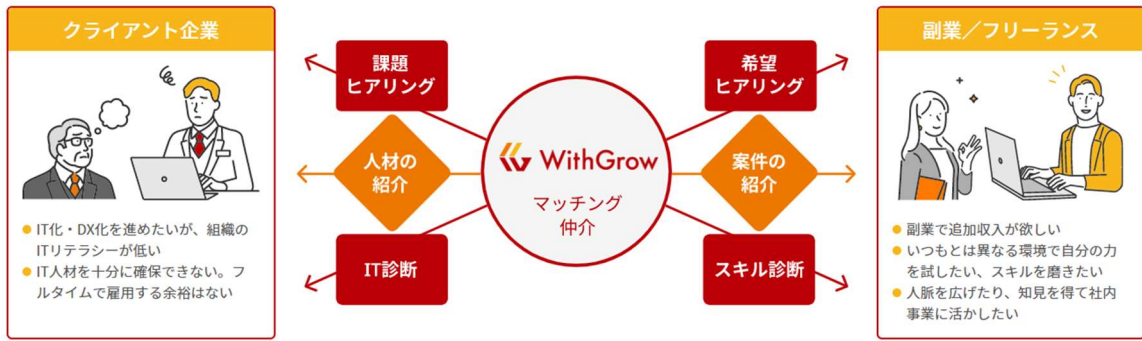 クライアント企業
IT化・DX化を進めたいが、組織の
ITリテラシーが低い
IT人材を十分に確保できない。フ
ルタイムで雇用する余裕はない
課題
ヒアリング
人材の
紹介
IT診断
WithGrow
マッチング
仲介
希望
ヒアリング
案件の
紹介
スキル診断
副業／フリーランス
副業で追加収入が欲しい
いつもとは異なる環境で自分の力
を試したい、スキルを磨きたい
人脈を広げたり、知見を得て社内
事業に活かしたい